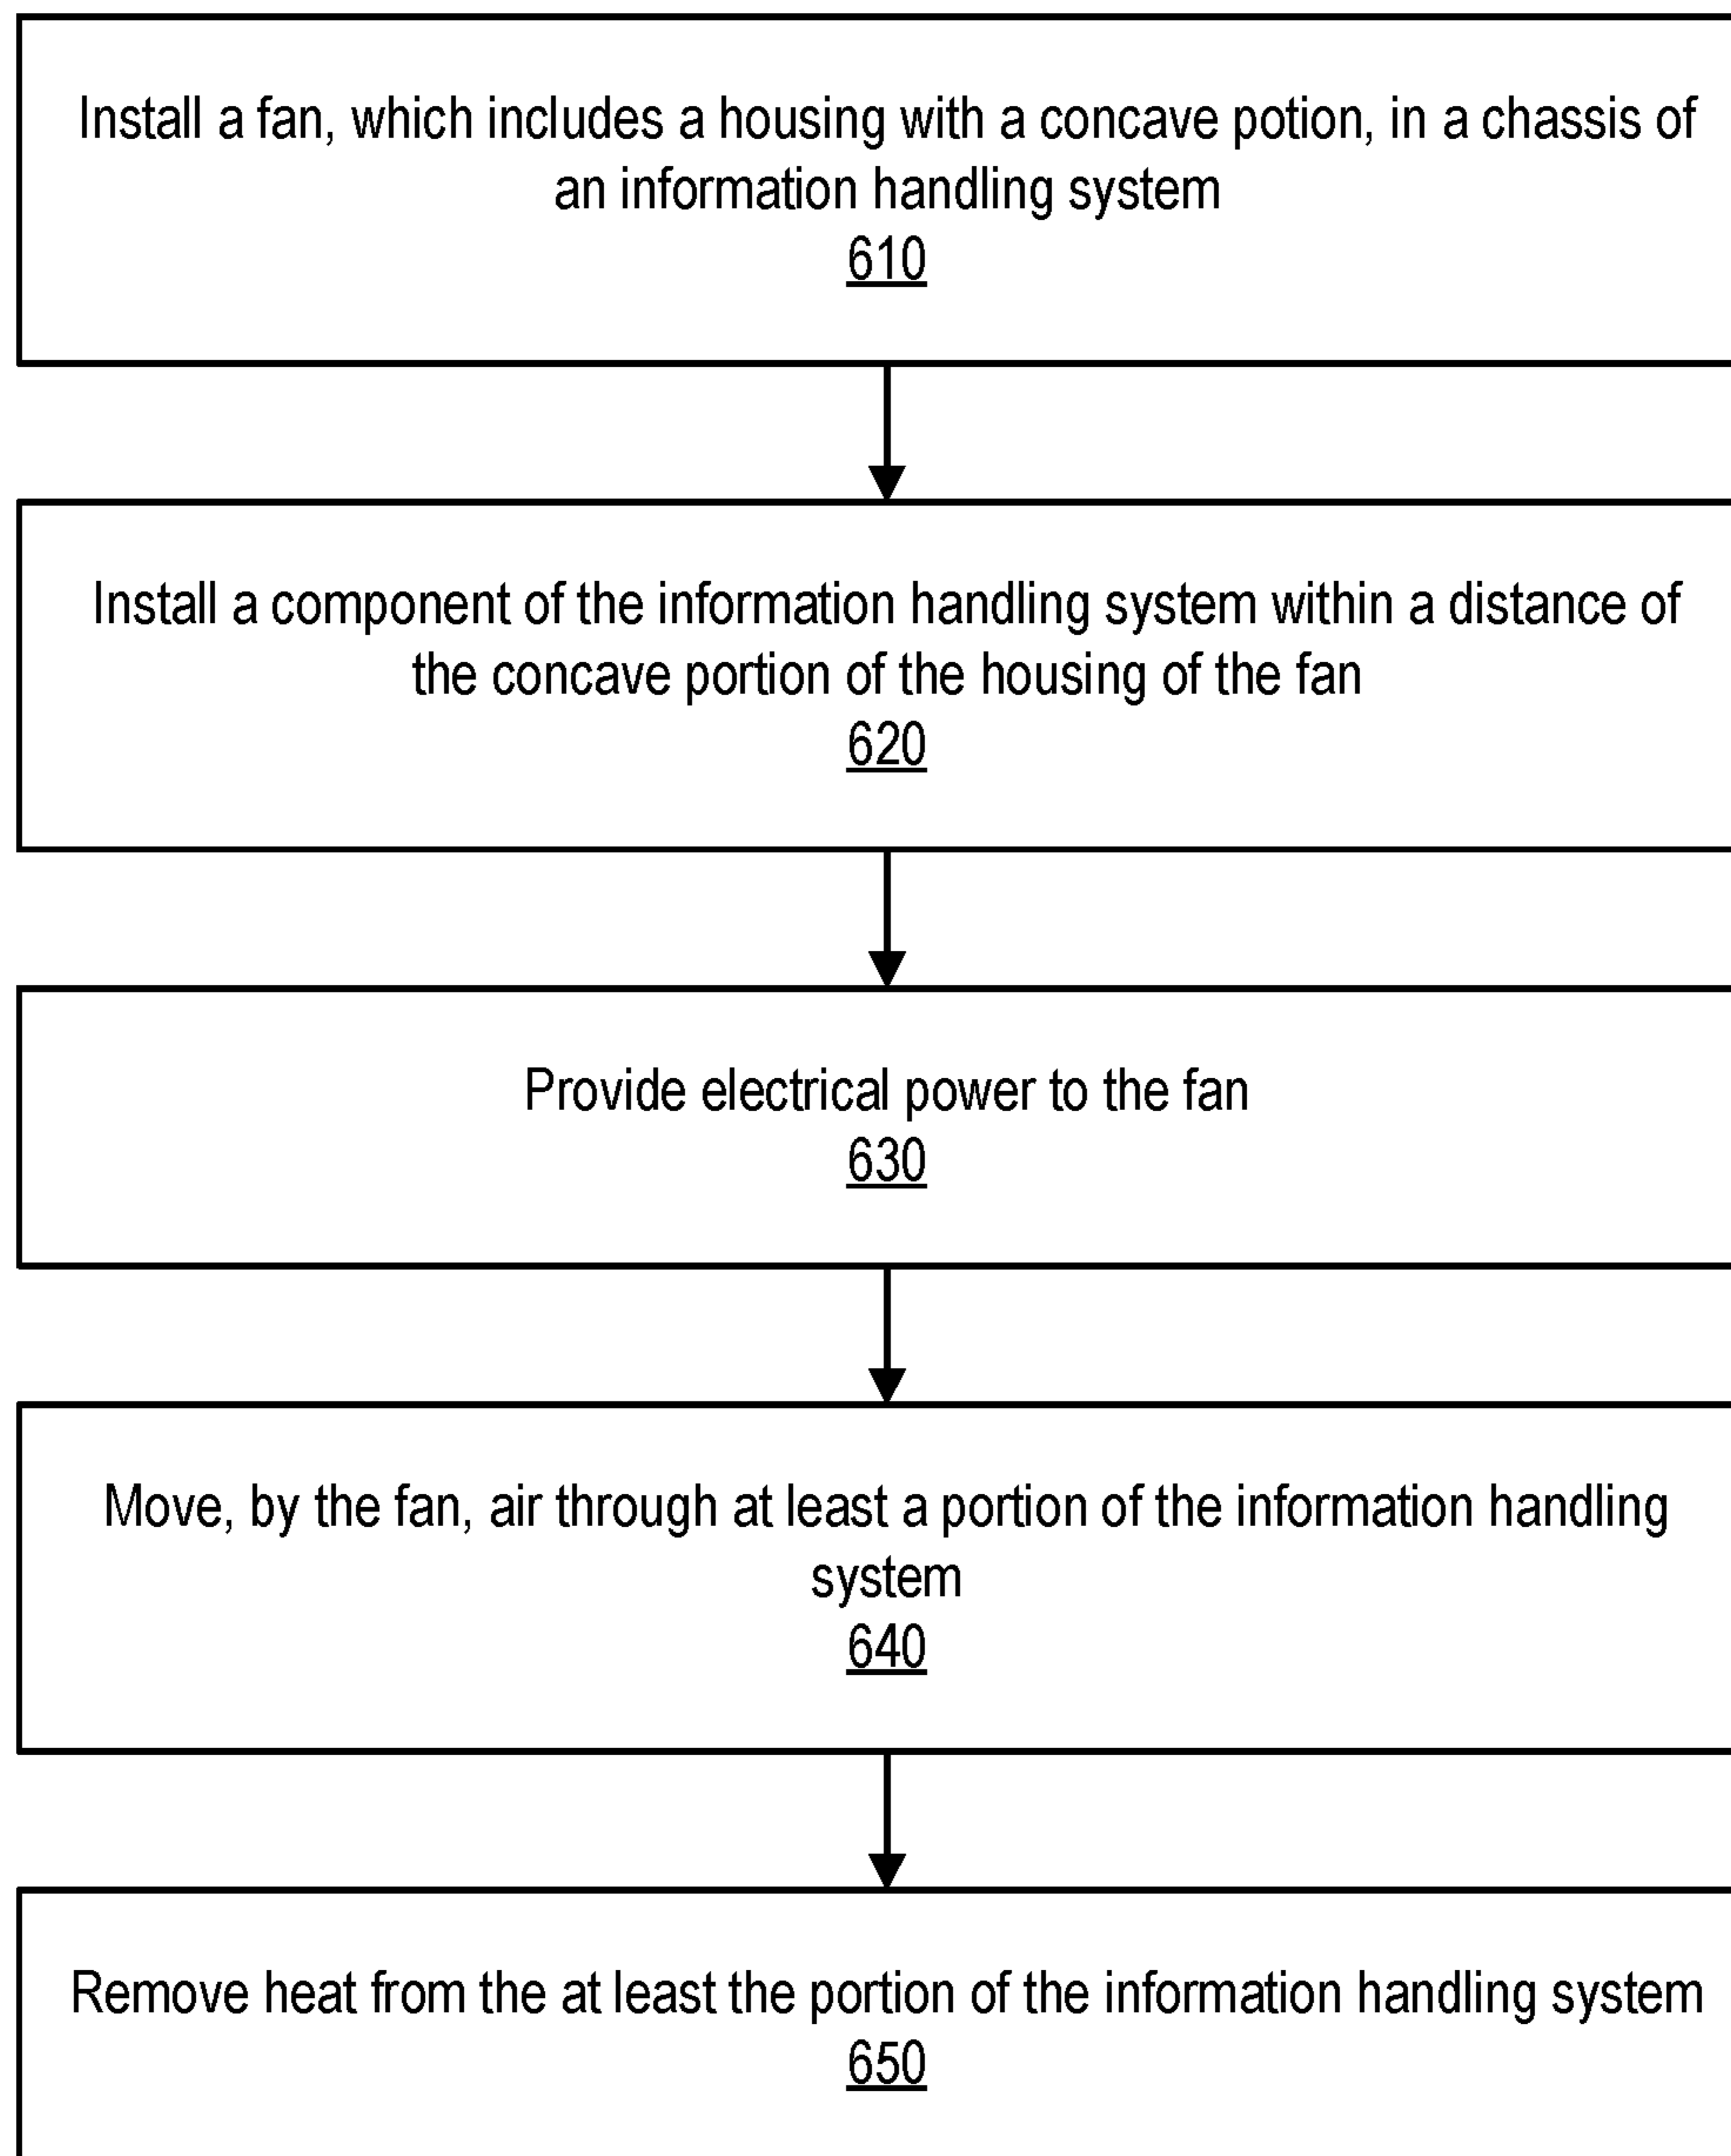 Install a fan, which includes a housing with a concave potion, in a chassis of
an information handling system
610
Install a component of the information handling system within a distance of
the concave portion of the housing of the fan
620
Provide electrical power to the fan
630
Move, by the fan, air through at least a portion of the information handling
system
640
Remove heat from the at least the portion of the information handling system
650